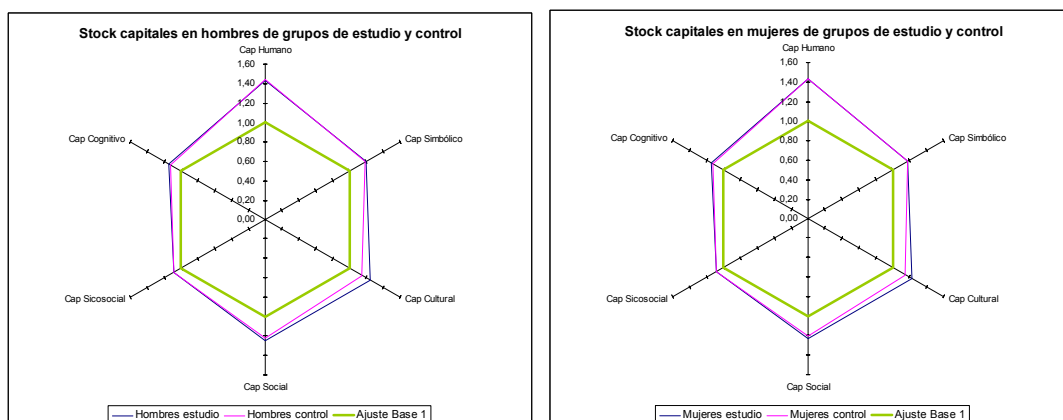 Stock capitales en hombres de grupos de estudio y control
Cap Humano
1,60
1,40
1,20
1,00
0,80
0,60
0,40
0,20
0,00
Cap Simbólico
Cap Cultural
Cap Social
Cap Sicosocial
Cap Cognitivo
Hombres estudio
Hombres control
Ajuste Base 1
Stock capitales en mujeres de grupos de estudio y control
Cap Humano
1,60
1,40
1,20
1,00
0,80
0,60
0,40
0,20
0,00
Cap Simbólico
Cap Cultural
Cap Social
Cap Sicosocial
Cap Cognitivo
Mujeres estudio
Mujeres control
Ajuste Base 1